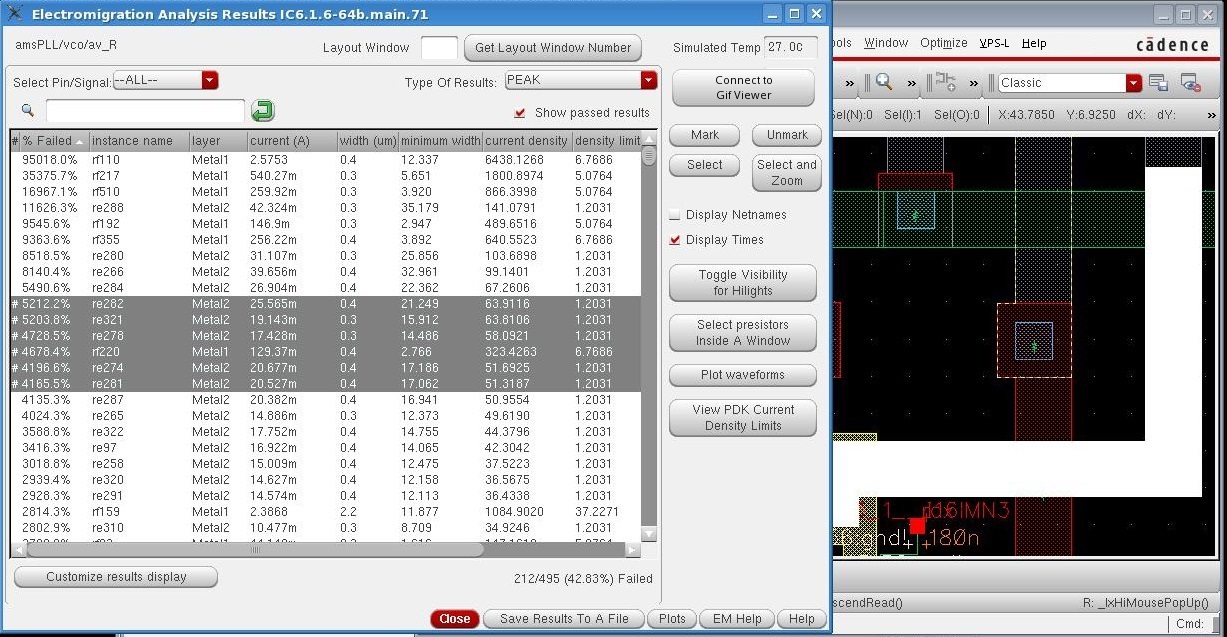 Electromigration Analysis Results IC6.1.6-64b.main.71
amsPLL/vco/av_R
Layout Window
Get Layout Window Number
Simulated Temp 27.0C
Select Pin/Signal: --ALL--
Type Of Results: PEAK
Connect to
Gif Viewer
Show passed results
# % Failed instance name layer current (A) width (um) minimum width current density density limit
95018.0% rf110 Metal1 2.5753 0.4 12.337 6438.1268 6.7686
35375.7% rf217 Metal1 540.27m 0.3 5.651 1800.8974 5.0764
16967.1% rf510 Metal1 259.92m 0.3 3.920 866.3998 5.0764
11626.3% re288 Metal2 42.324m 0.3 35.179 141.0791 1.2031
9545.6% rf192 Metal1 146.9m 0.3 2.947 489.6516 5.0764
9363.6% rf355 Metal1 256.22m 0.4 3.892 640.5523 6.7686
8518.5% re280 Metal2 31.107m 0.3 25.856 103.6898 1.2031
8140.4% re266 Metal2 39.656m 0.4 32.961 99.1401 1.2031
5490.6% re284 Metal2 26.904m 0.4 22.362 67.2606 1.2031
# 5212.2% re282 Metal2 25.565m 0.4 21.249 63.9116 1.2031
# 5203.8% re321 Metal2 19.143m 0.3 15.912 63.8106 1.2031
# 4728.5% re278 Metal2 17.428m 0.3 14.486 58.0921 1.2031
# 4678.4% rf220 Metal1 129.37m 0.4 2.766 323.4263 6.7686
# 4196.6% re274 Metal2 20.677m 0.4 17.186 51.6925 1.2031
# 4165.5% re281 Metal2 20.527m 0.4 17.062 51.3187 1.2031
4135.3% re287 Metal2 20.382m 0.4 16.941 50.9554 1.2031
4024.3% re265 Metal2 14.886m 0.3 12.373 49.6190 1.2031
3588.8% re322 Metal2 17.752m 0.4 14.755 44.3796 1.2031
3416.3% re97 Metal2 16.922m 0.4 14.065 42.3042 1.2031
3018.8% re258 Metal2 15.009m 0.4 12.475 37.5223 1.2031
2939.4% re320 Metal2 14.627m 0.4 12.158 36.5675 1.2031
2928.3% re291 Metal2 14.574m 0.4 12.113 36.4338 1.2031
2814.3% rf159 Metal1 2.3868 2.2 11.877 1084.9020 37.2271
2802.9% re310 Metal2 10.477m 0.3 8.709 34.9246 1.2031
Mark
Unmark
Select
Select and
Zoom
Display Netnames
Display Times
Toggle Visibility
for Hilights
Select presistors
Inside A Window
Plot waveforms
View PDK Current
Density Limits
Customize results display
212/495 (42.83%) Failed
Close
Save Results To A File
Plots
EM Help
Help
ools Window Optimize VPS-L Help
cādence
» » » Classic
Sel(N):0 Sel(I):1 Sel(O):0 X:43.7850 Y:6.9250 dX: dY: »
gnd!
180n
scendRead()
R: _lxHiMousePopUp()
Cmd: